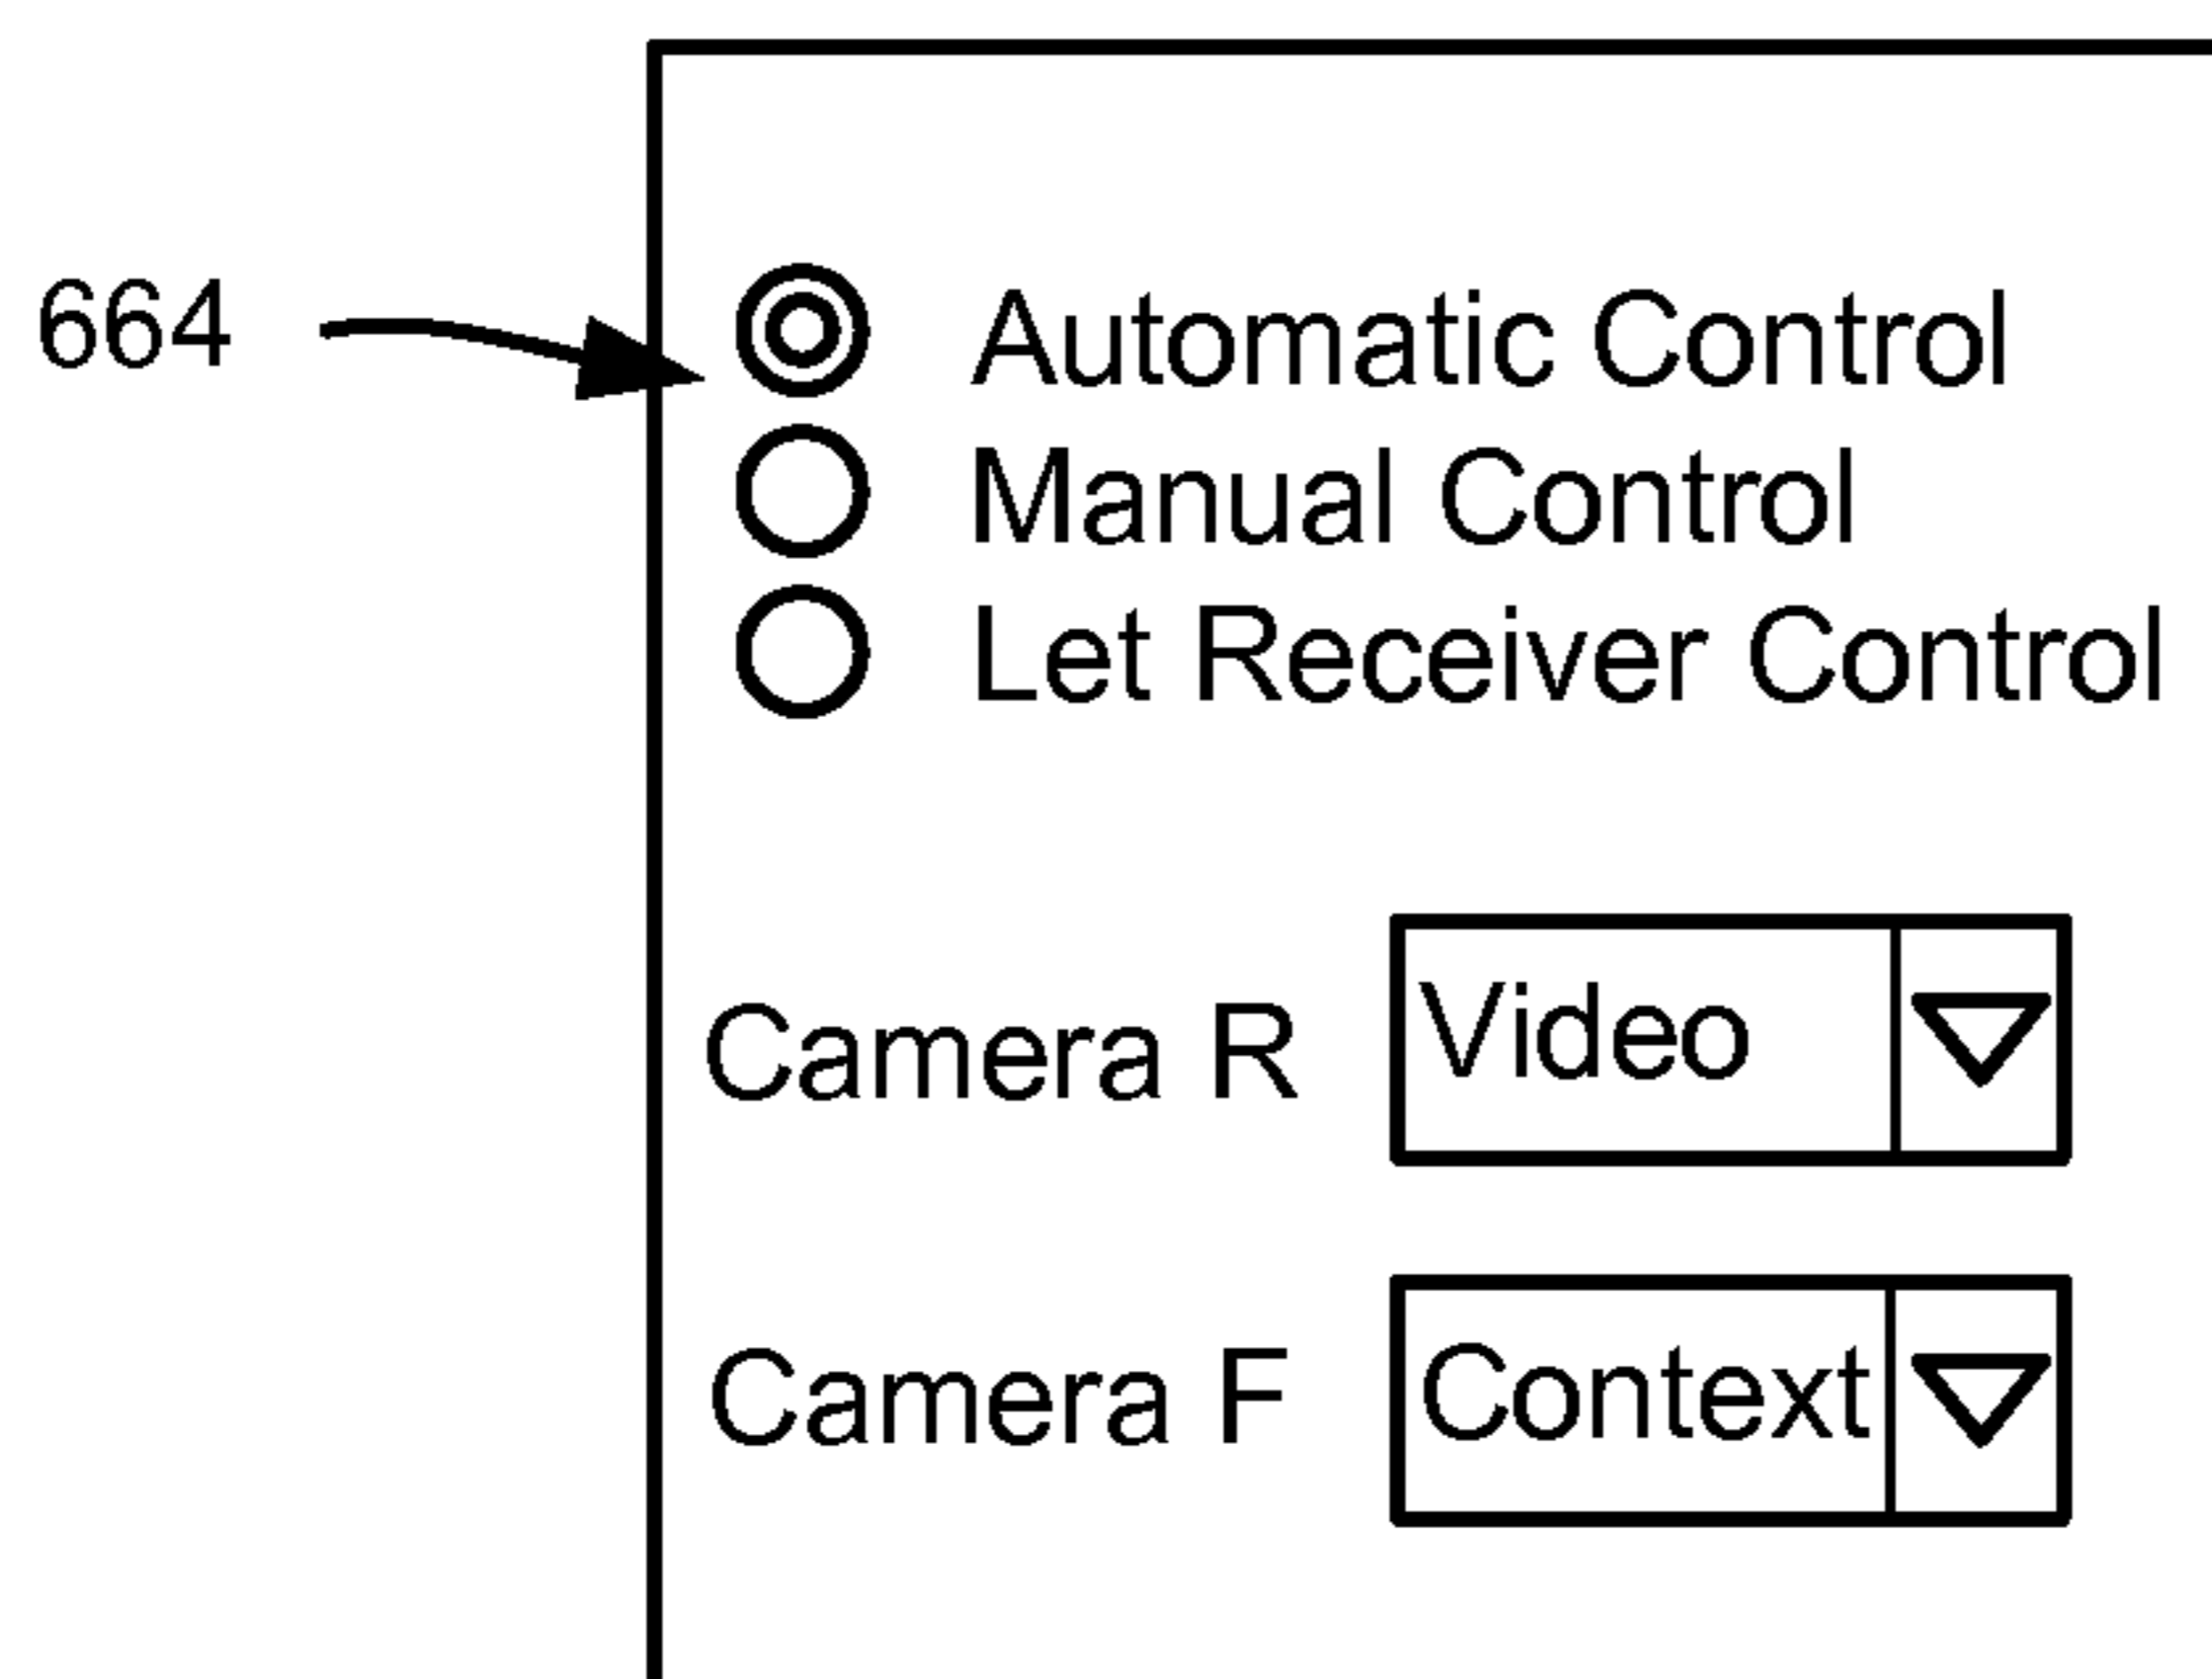 664
Automatic Control
Manual Control
Let Receiver Control
Camera R Video
Camera F Context